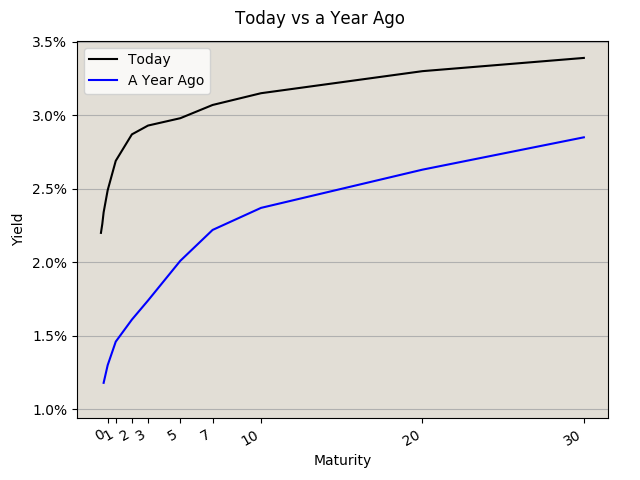 Today vs a Year Ago
3.5%
3.0%
2.5%
2.0%
1.5%
1.0%
Yield
Today
A Year Ago
0 1 2 3 5 7 10 20 30
Maturity